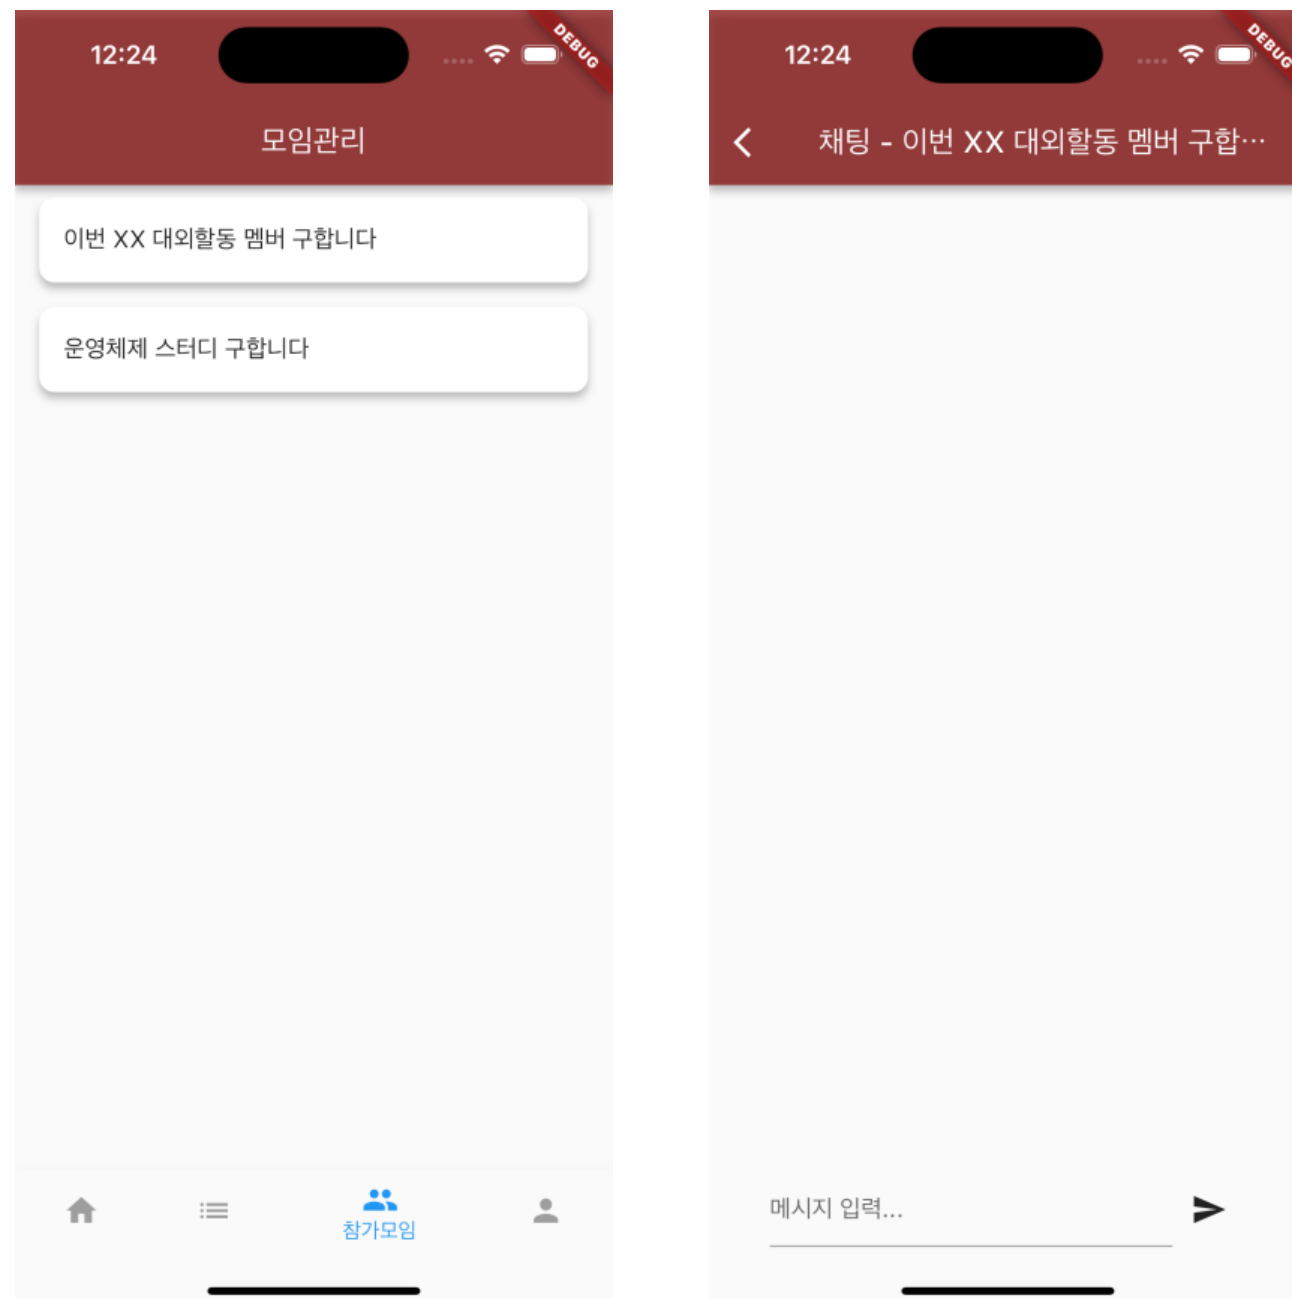 12:24
DEBUG
모임관리
이번 XX 대외할동 멤버 구합니다
운영체제 스터디 구합니다
참가모임
12:24
DEBUG
채팅 - 이번 XX 대외할동 멤버 구합…
메시지 입력...